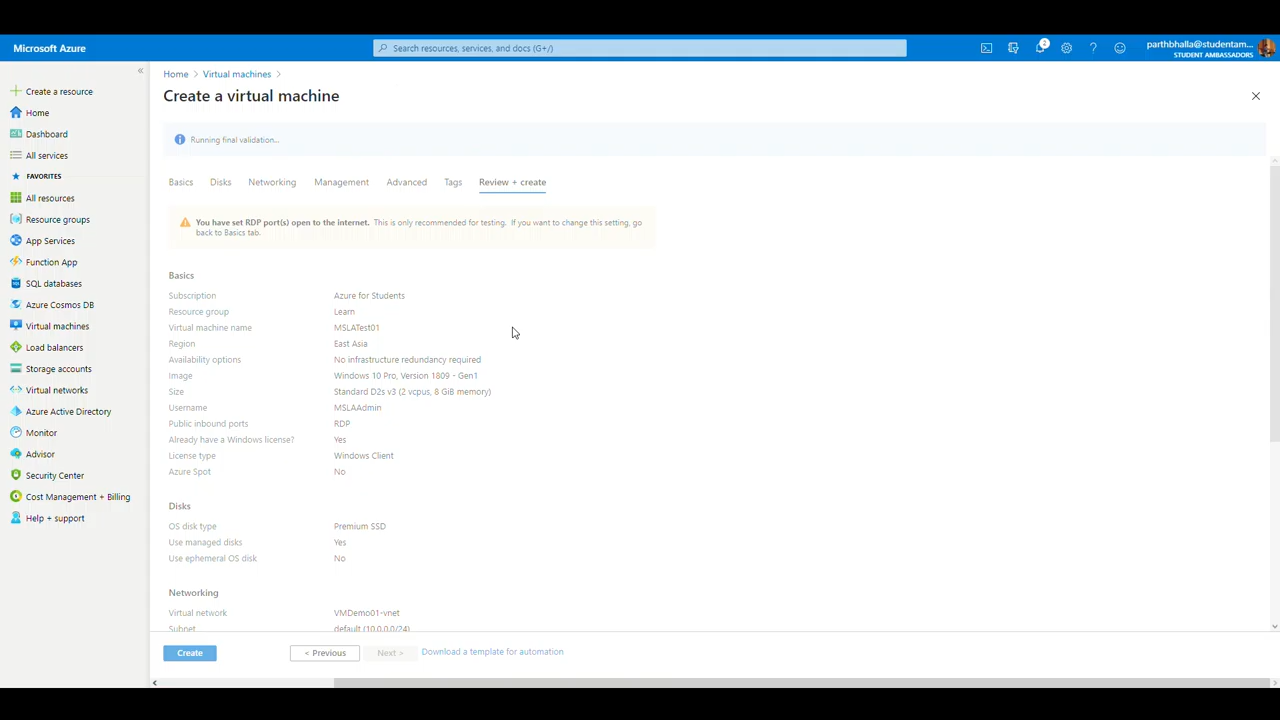 Microsoft Azure
Search resources, services, and docs (G+/)
2
parthbhalla@studentam...
STUDENT AMBASSADORS
«
Create a resource
Home
Dashboard
All services
FAVORITES
All resources
Resource groups
App Services
Function App
SQL databases
Azure Cosmos DB
Virtual machines
Load balancers
Storage accounts
Virtual networks
Azure Active Directory
Monitor
Advisor
Security Center
Cost Management + Billing
Help + support
Home > Virtual machines >
Create a virtual machine
Running final validation...
Basics Disks Networking Management Advanced Tags Review + create
You have set RDP port(s) open to the internet. This is only recommended for testing. If you want to change this setting, go
back to Basics tab.
Basics
Subscription Azure for Students
Resource group Learn
Virtual machine name MSLATest01
Region East Asia
Availability options No infrastructure redundancy required
Image Windows 10 Pro, Version 1809 - Gen1
Size Standard D2s v3 (2 vcpus, 8 GiB memory)
Username MSLAAdmin
Public inbound ports RDP
Already have a Windows license? Yes
License type Windows Client
Azure Spot No
Disks
OS disk type Premium SSD
Use managed disks Yes
Use ephemeral OS disk No
Networking
Virtual network VMDemo01-vnet
Subnet default (10.0.0.0/24)
Create < Previous Next > Download a template for automation